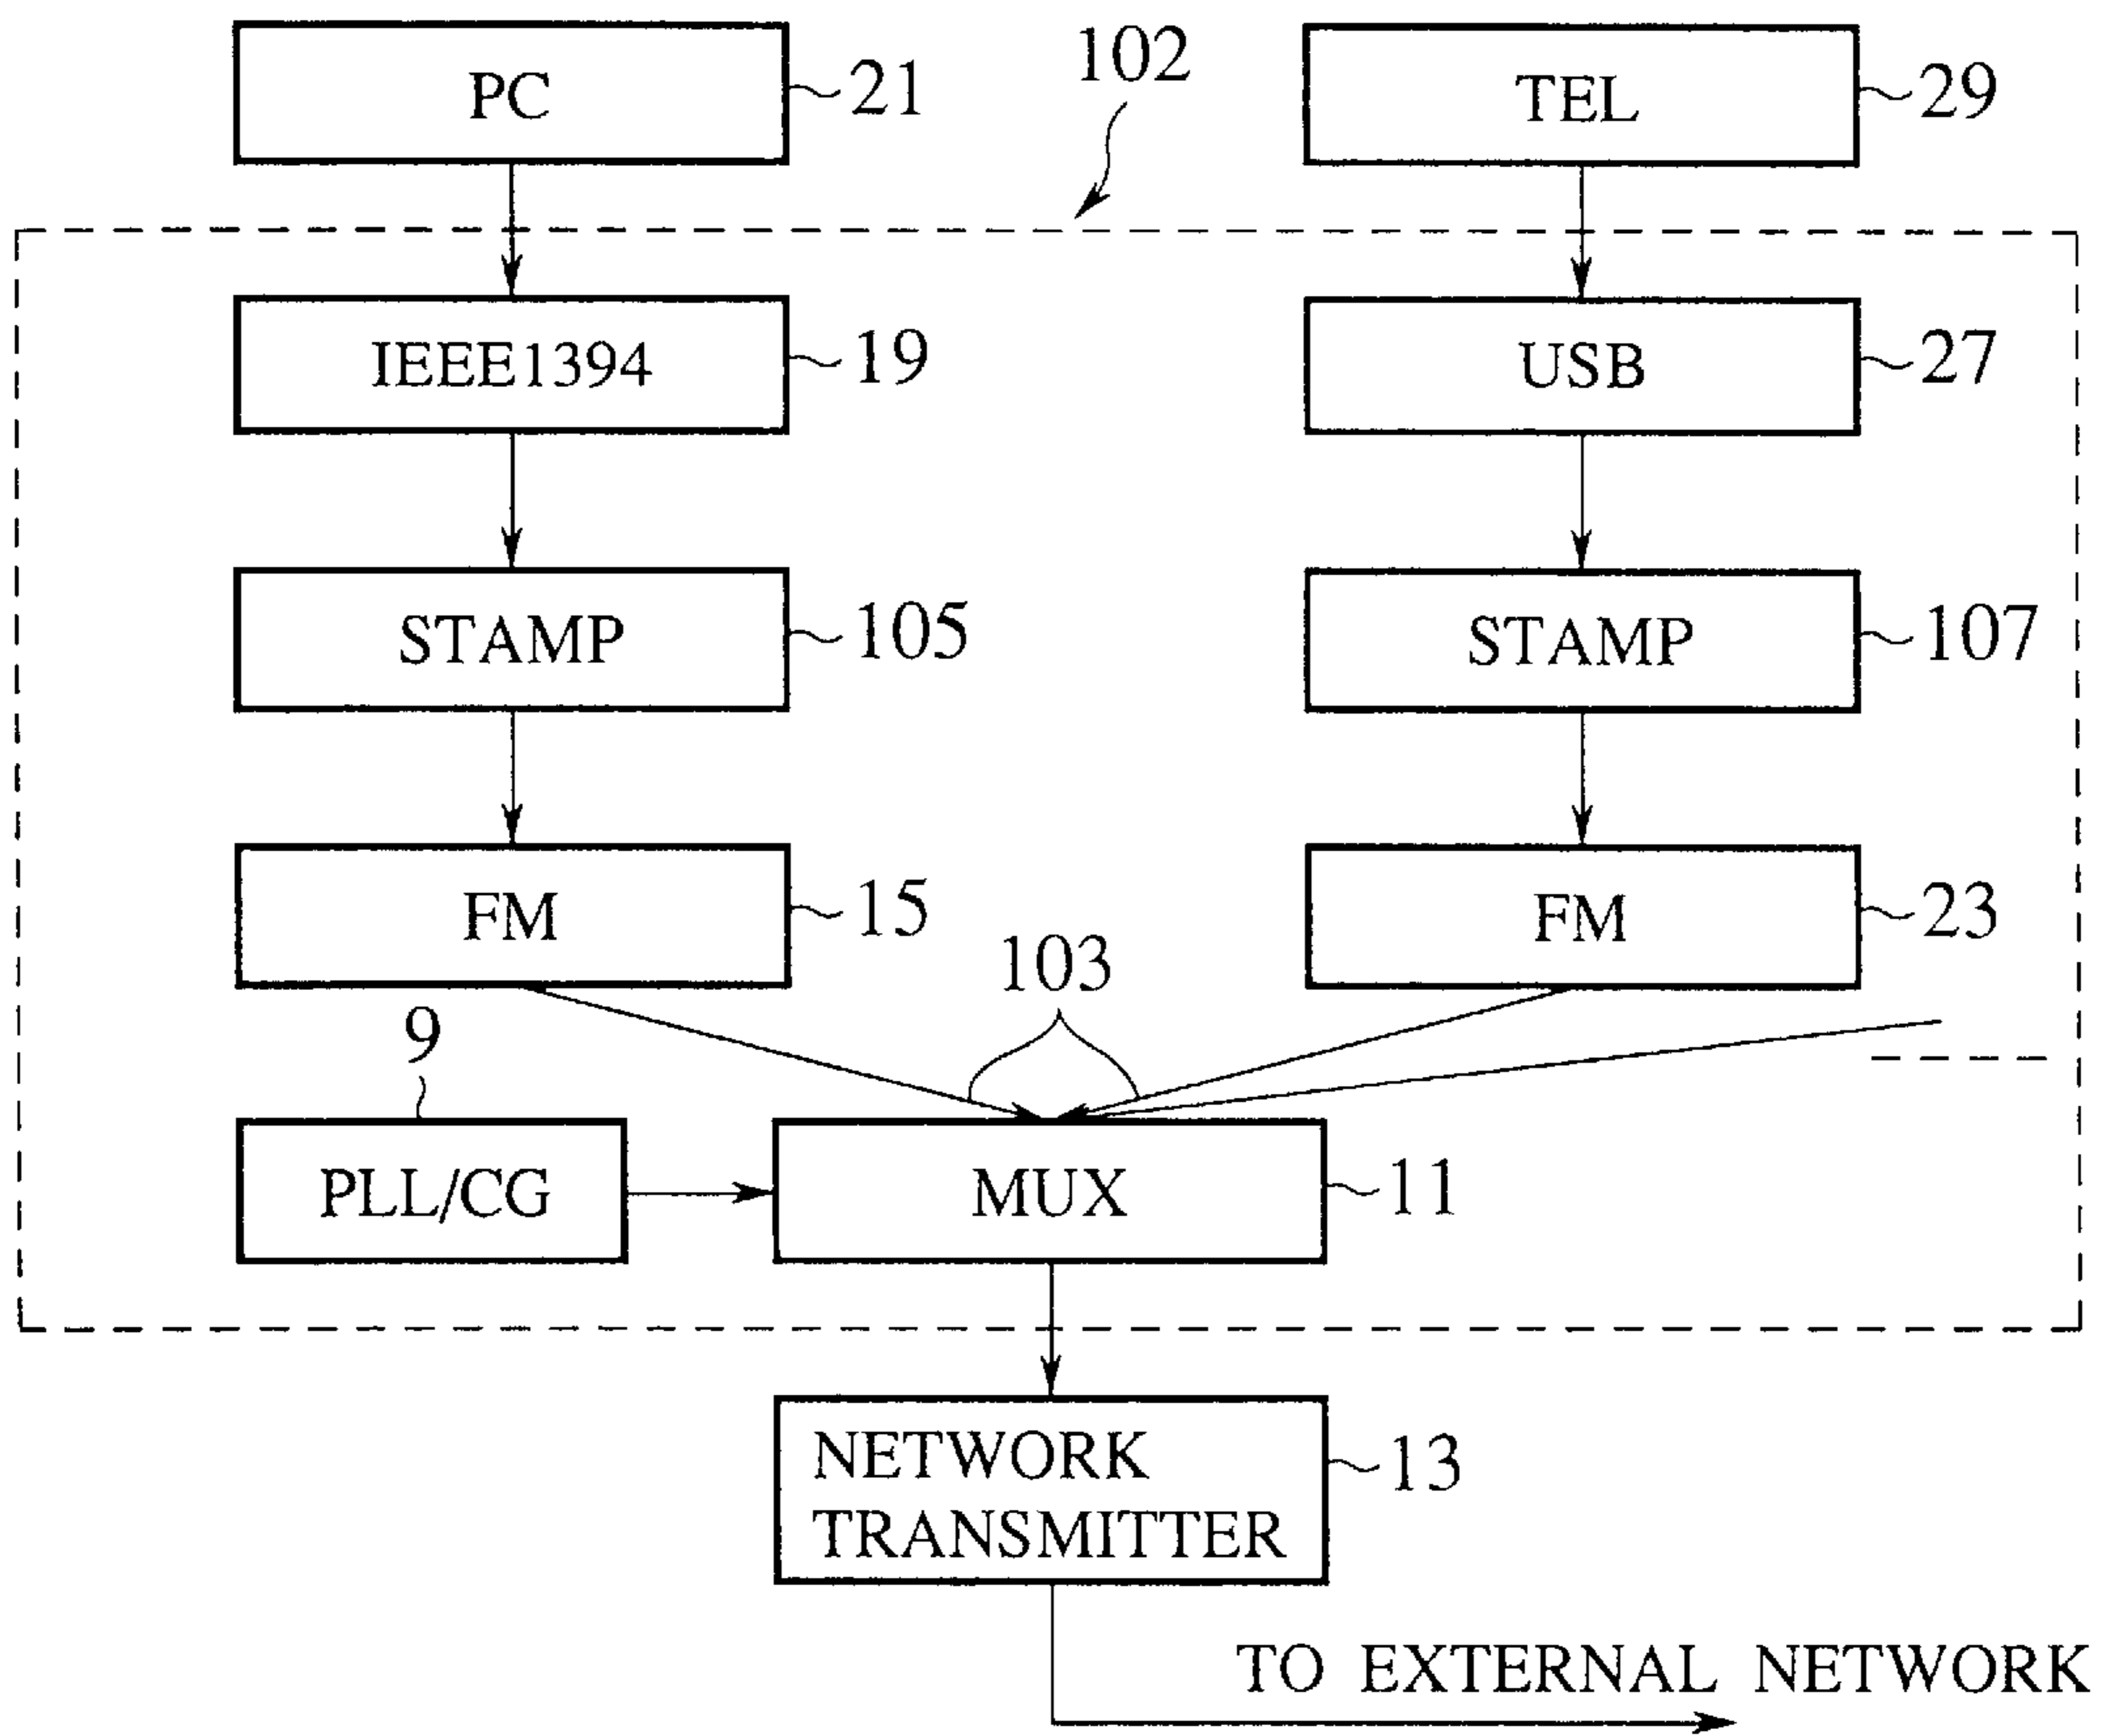 PC
21
102
TEL
29
IEEE1394
19
USB
27
STAMP
105
STAMP
107
FM
15
103
FM
23
9
PLL/CG
MUX
11
NETWORK
TRANSMITTER
13
TO EXTERNAL NETWORK